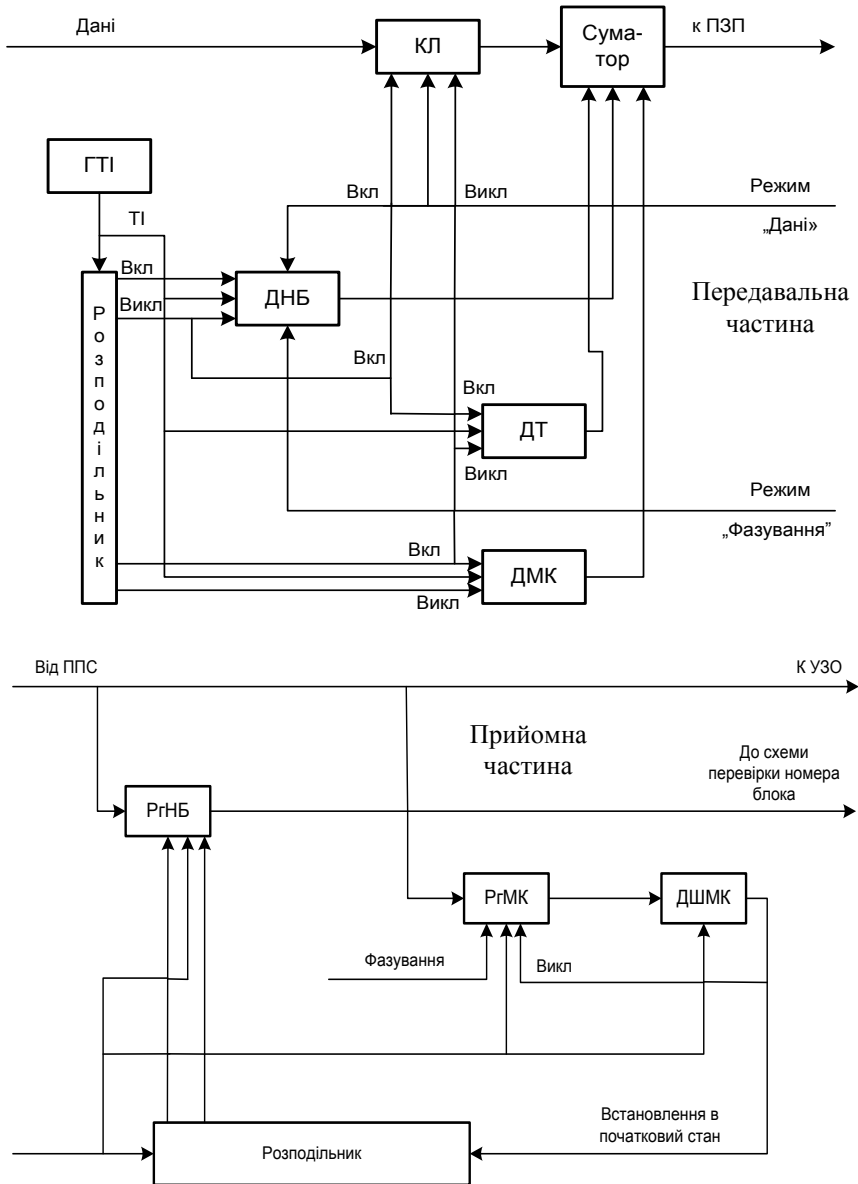 Дані
КЛ
Сума-
тор
к ПЗП
ГТІ
ТІ
Вкл
Викл
Режим
„Дані»
Вкл
Викл
ДНБ
Розподільник
Передавальна
частина
Вкл
Вкл
ДТ
Викл
Режим
„Фазування”
Вкл
ДМК
Викл
Від ППС
К УЗО
Прийомна
частина
До схеми
перевірки номера
блока
РгНБ
РгМК
ДШМК
Фазування
Викл
Встановлення в
початковий стан
Розподільник